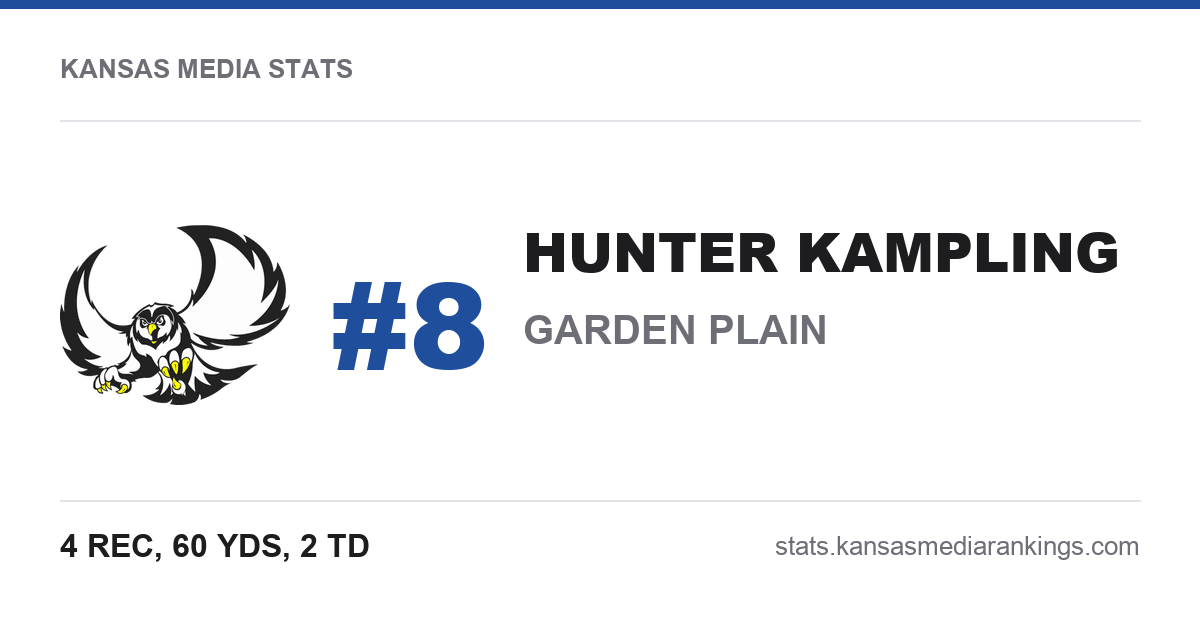 KANSAS MEDIA STATS
#8
HUNTER KAMPLING
GARDEN PLAIN
4 REC, 60 YDS, 2 TD
stats.kansasmediarankings.com